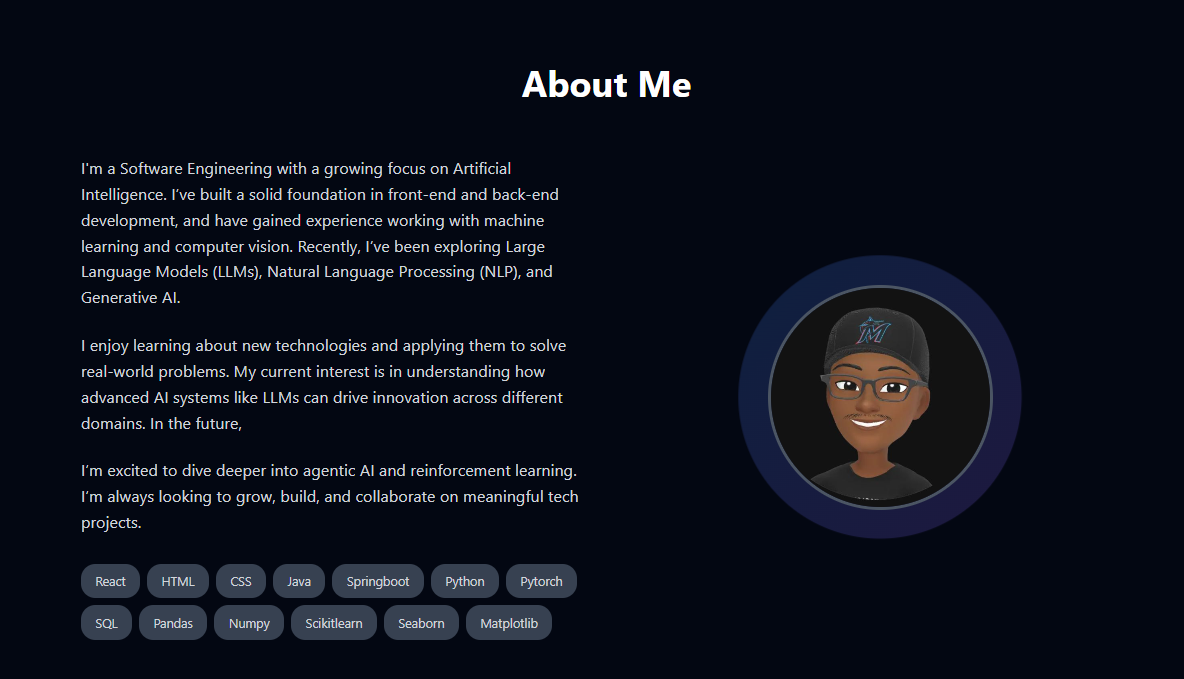 About Me
I'm a Software Engineering with a growing focus on Artificial
Intelligence. I’ve built a solid foundation in front-end and back-end
development, and have gained experience working with machine
learning and computer vision. Recently, I’ve been exploring Large
Language Models (LLMs), Natural Language Processing (NLP), and
Generative AI.
I enjoy learning about new technologies and applying them to solve
real-world problems. My current interest is in understanding how
advanced AI systems like LLMs can drive innovation across different
domains. In the future,
I’m excited to dive deeper into agentic AI and reinforcement learning.
I’m always looking to grow, build, and collaborate on meaningful tech
projects.
M
React HTML CSS Java Springboot Python Pytorch
SQL Pandas Numpy Scikitlearn Seaborn Matplotlib